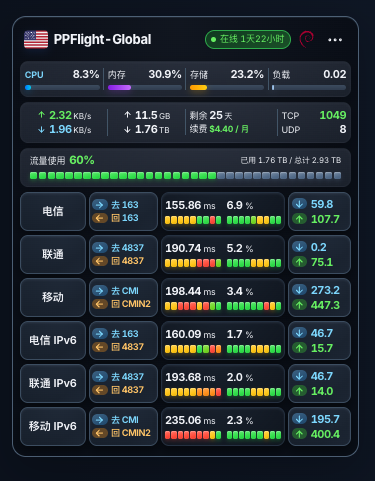 PPFlight-Global 在线 1天22小时
CPU 8.3% 内存 30.9% 存储 23.2% 负载 0.02
↑ 2.32 KB/s ↑ 11.5 GB 剩余 25 天 TCP 1049
↓ 1.96 KB/s ↓ 1.76 TB 续费 $4.40 / 月 UDP 8
流量使用 60% 已用 1.76 TB / 总计 2.93 TB
电信 → 去 163 155.86 ms 6.9 % ↓ 59.8
← 回 163 ↑ 107.7
联通 → 去 4837 190.74 ms 5.2 % ↓ 0.2
← 回 4837 ↑ 75.1
移动 → 去 CMI 198.44 ms 3.4 % ↓ 273.2
← 回 CMIN2 ↑ 447.3
电信 IPv6 → 去 163 160.09 ms 1.7 % ↓ 46.7
← 回 4837 ↑ 15.7
联通 IPv6 → 去 4837 193.68 ms 2.0 % ↓ 46.7
← 回 4837 ↑ 14.0
移动 IPv6 → 去 CMI 235.06 ms 2.3 % ↓ 195.7
← 回 CMIN2 ↑ 400.4